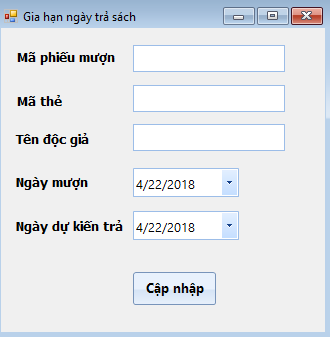 Gia hạn ngày trả sách
Mã phiếu mượn
Mã thẻ
Tên độc giả
Ngày mượn 4/22/2018
Ngày dự kiến trả 4/22/2018
Cập nhập